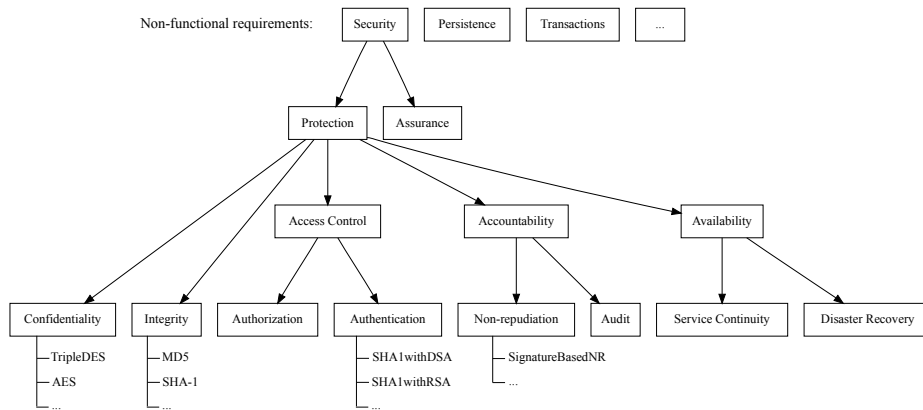 Non-functional requirements: Security Persistence Transactions ...
Protection Assurance
Access Control Accountability Availability
Confidentiality Integrity Authorization Authentication Non-repudiation Audit Service Continuity Disaster Recovery
TripleDES MD5 SHA1withDSA SignatureBasedNR
AES SHA-1 SHA1withRSA ...
... ... ...